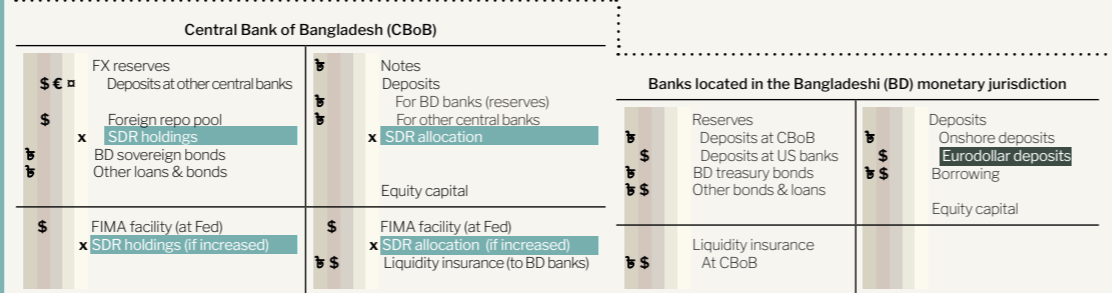 Central Bank of Bangladesh (CBoB)
FX reserves
$ € ¤ Deposits at other central banks
$ Foreign repo pool
x SDR holdings
৳ BD sovereign bonds
৳ Other loans & bonds
৳ Notes
Deposits
৳ For BD banks (reserves)
৳ For other central banks
x SDR allocation
Equity capital
$ FIMA facility (at Fed)
x SDR holdings (if increased)
$ FIMA facility (at Fed)
x SDR allocation (if increased)
৳ $ Liquidity insurance (to BD banks)
Banks located in the Bangladeshi (BD) monetary jurisdiction
Reserves
৳ Deposits at CBoB
$ Deposits at US banks
৳ BD treasury bonds
৳ $ Other bonds & loans
Deposits
৳ Onshore deposits
$ Eurodollar deposits
৳ $ Borrowing
Equity capital
Liquidity insurance
৳ $ At CBoB